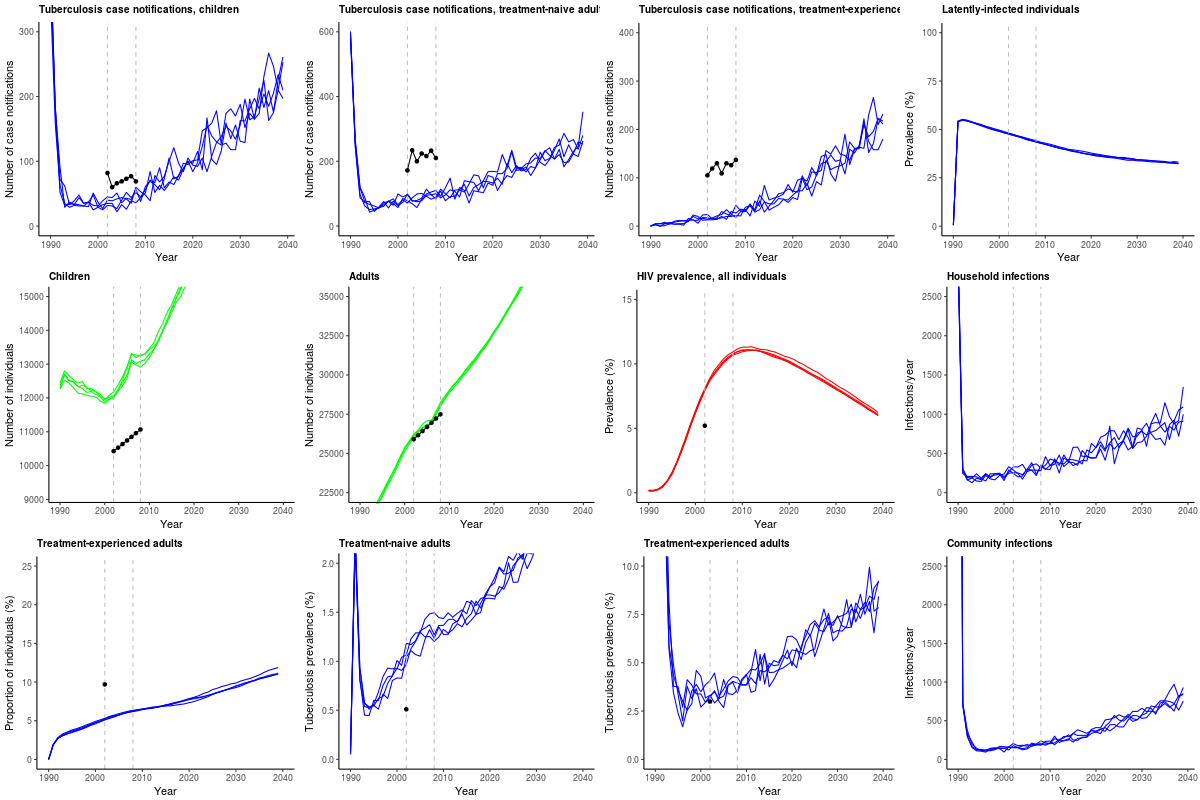 Tuberculosis case notifications, children
Number of case notifications
300
200
100
0
1990 2000 2010 2020 2030 2040
Year
Tuberculosis case notifications, treatment-naive adul
Number of case notifications
600
400
200
0
1990 2000 2010 2020 2030 2040
Year
Tuberculosis case notifications, treatment-experience
Number of case notifications
400
300
200
100
0
1990 2000 2010 2020 2030 2040
Year
Latently-infected individuals
Prevalence (%)
100
75
50
25
0
1990 2000 2010 2020 2030 2040
Year
Children
Number of individuals
15000
14000
13000
12000
11000
10000
9000
1990 2000 2010 2020 2030 2040
Year
Adults
Number of individuals
35000
32500
30000
27500
25000
22500
1990 2000 2010 2020 2030 2040
Year
HIV prevalence, all individuals
Prevalence (%)
15
10
5
0
1990 2000 2010 2020 2030 2040
Year
Household infections
Infections/year
2500
2000
1500
1000
500
0
1990 2000 2010 2020 2030 2040
Year
Treatment-experienced adults
Proportion of individuals (%)
25
20
15
10
5
0
1990 2000 2010 2020 2030 2040
Year
Treatment-naive adults
Tuberculosis prevalence (%)
2.0
1.5
1.0
0.5
0.0
1990 2000 2010 2020 2030 2040
Year
Treatment-experienced adults
Tuberculosis prevalence (%)
10.0
7.5
5.0
2.5
0.0
1990 2000 2010 2020 2030 2040
Year
Community infections
Infections/year
2500
2000
1500
1000
500
0
1990 2000 2010 2020 2030 2040
Year